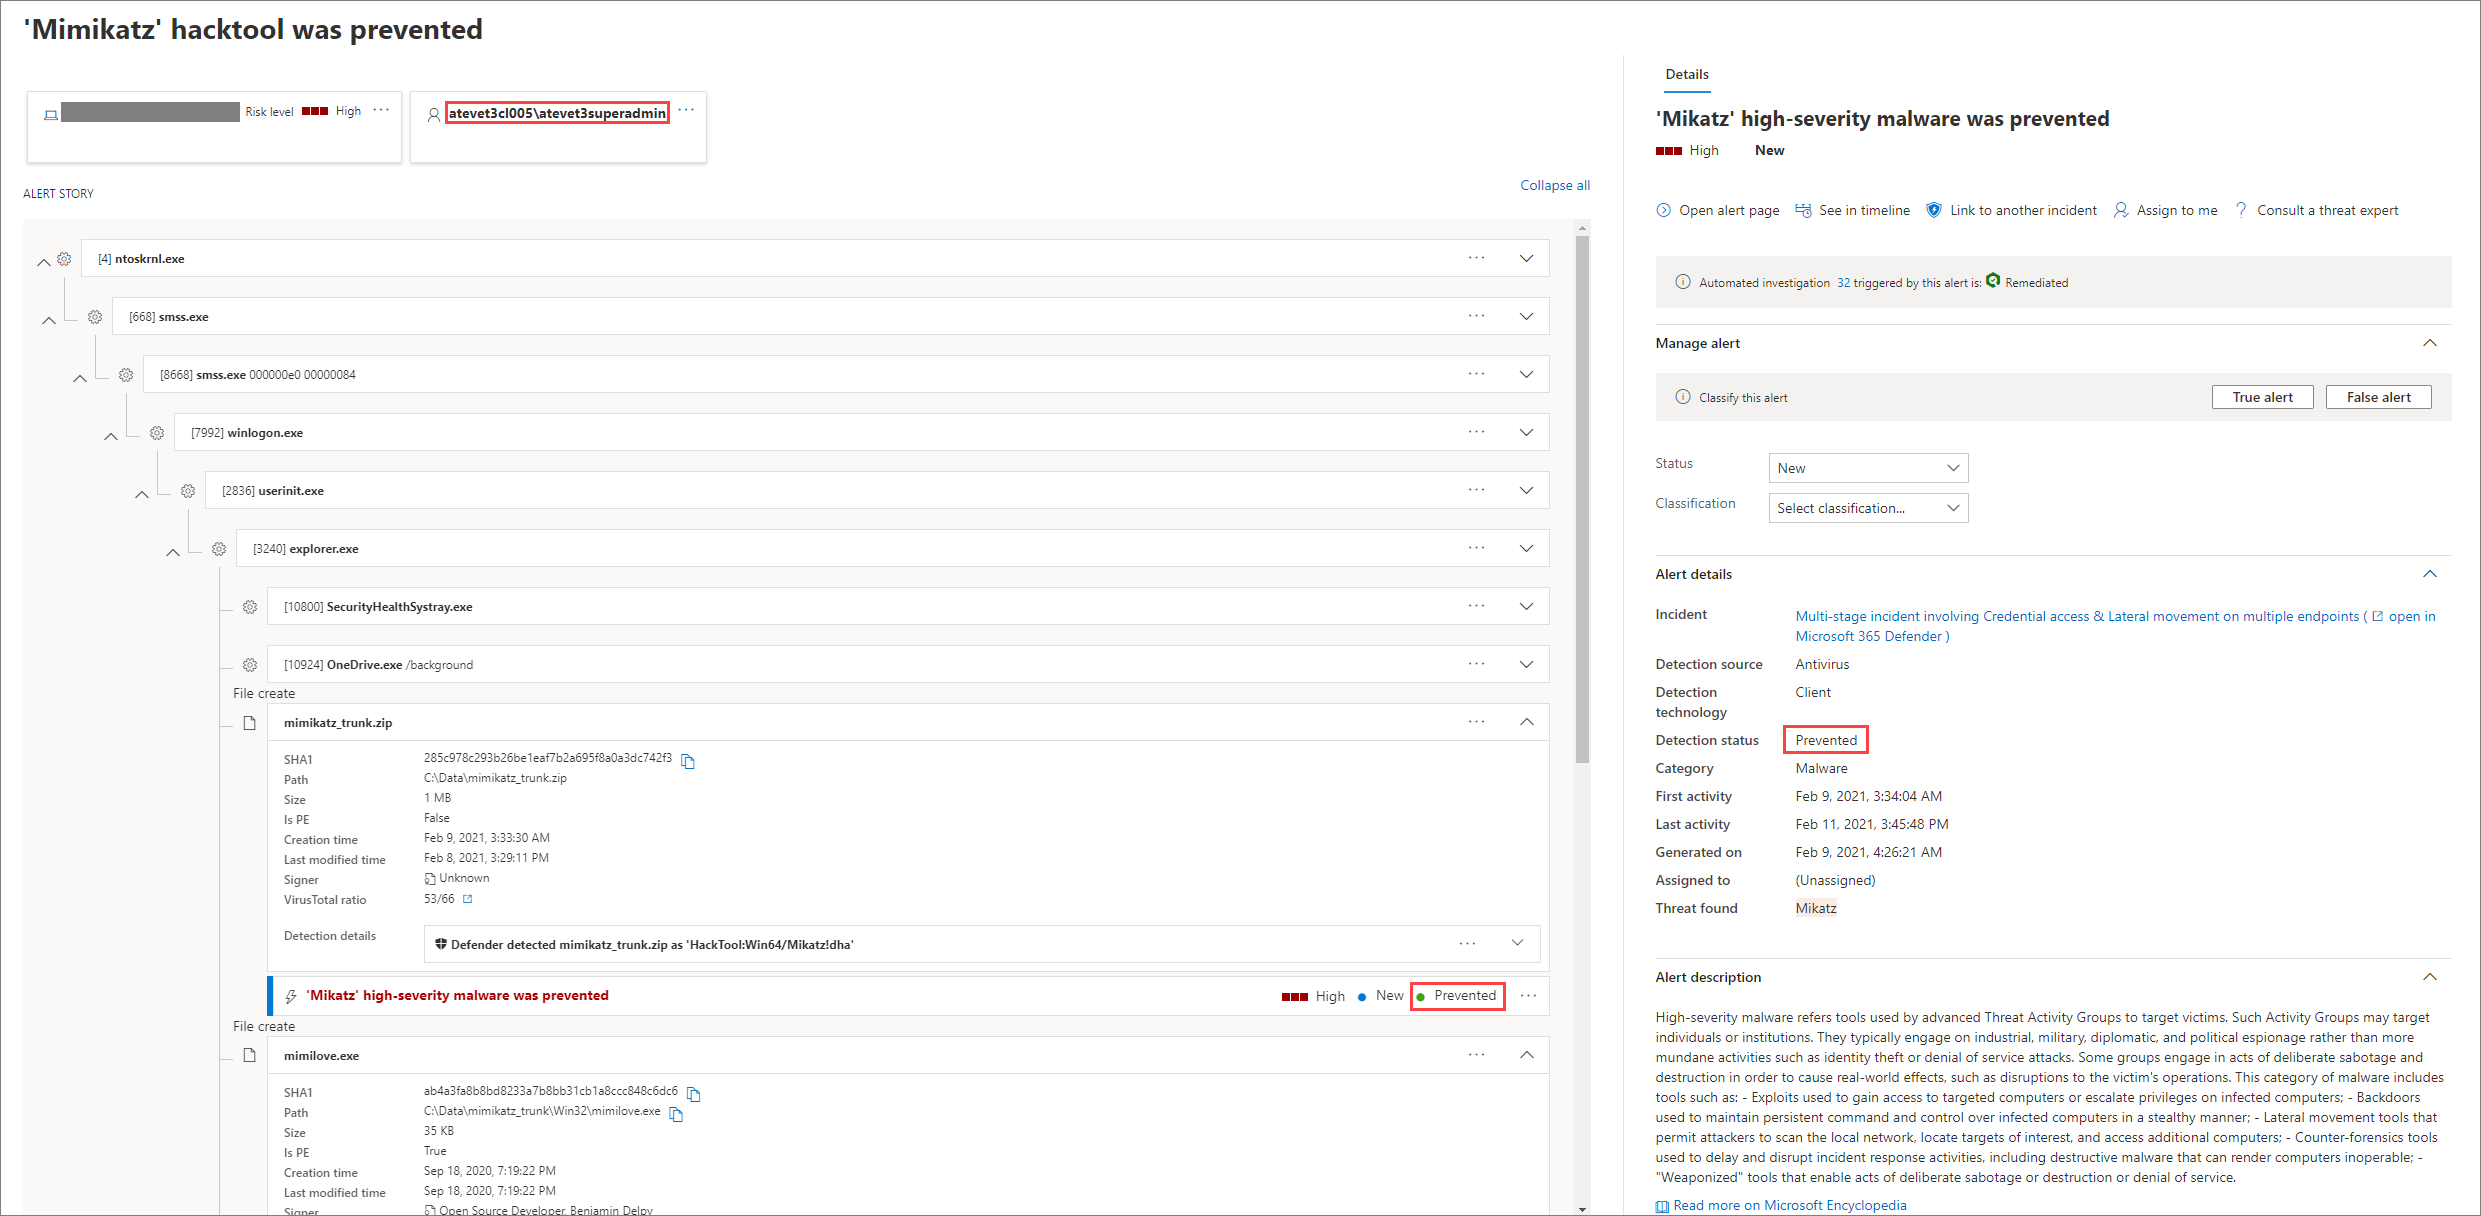 'Mimikatz' hacktool was prevented
Risk level High ...
atevet3cl005\atevet3superadmin ...
ALERT STORY
Collapse all
[4] ntoskrnl.exe ...
[668] smss.exe ...
[8668] smss.exe 000000e0 00000084 ...
[7992] winlogon.exe ...
[2836] userinit.exe ...
[3240] explorer.exe ...
[10800] SecurityHealthSystray.exe ...
[10924] OneDrive.exe /background ...
File create
mimikatz_trunk.zip ...
SHA1 285c978c293b26be1eaf7b2a695f8a0a3dc742f3
Path C:\Data\mimikatz_trunk.zip
Size 1 MB
Is PE False
Creation time Feb 9, 2021, 3:33:30 AM
Last modified time Feb 8, 2021, 3:29:11 PM
Signer Unknown
VirusTotal ratio 53/66
Detection details Defender detected mimikatz_trunk.zip as 'HackTool:Win64/Mikatz!dha' ...
'Mikatz' high-severity malware was prevented High New Prevented ...
File create
mimilove.exe ...
SHA1 ab4a3fa8b8bd8233a7b8bb31cb1a8ccc848c6dc6
Path C:\Data\mimikatz_trunk\Win32\mimilove.exe
Size 35 KB
Is PE True
Creation time Sep 18, 2020, 7:19:22 PM
Last modified time Sep 18, 2020, 7:19:22 PM
Signer Open Source Developer, Benjamin Delpy
Details
'Mikatz' high-severity malware was prevented
High New
Open alert page See in timeline Link to another incident Assign to me ? Consult a threat expert
Automated investigation 32 triggered by this alert is: Remediated
Manage alert
Classify this alert True alert False alert
Status New
Classification Select classification...
Alert details
Incident Multi-stage incident involving Credential access & Lateral movement on multiple endpoints ( open in
Microsoft 365 Defender )
Detection source Antivirus
Detection Client
technology
Detection status Prevented
Category Malware
First activity Feb 9, 2021, 3:34:04 AM
Last activity Feb 11, 2021, 3:45:48 PM
Generated on Feb 9, 2021, 4:26:21 AM
Assigned to (Unassigned)
Threat found Mikatz
Alert description
High-severity malware refers tools used by advanced Threat Activity Groups to target victims. Such Activity Groups may target
individuals or institutions. They typically engage on industrial, military, diplomatic, and political espionage rather than more
mundane activities such as identity theft or denial of service attacks. Some groups engage in acts of deliberate sabotage and
destruction in order to cause real-world effects, such as disruptions to the victim's operations. This category of malware includes
tools such as: - Exploits used to gain access to targeted computers or escalate privileges on infected computers; - Backdoors
used to maintain persistent command and control over infected computers in a stealthy manner; - Lateral movement tools that
permit attackers to scan the local network, locate targets of interest, and access additional computers; - Counter-forensics tools
used to delay and disrupt incident response activities, including destructive malware that can render computers inoperable; -
"Weaponized" tools that enable acts of deliberate sabotage or destruction or denial of service.
Read more on Microsoft Encyclopedia